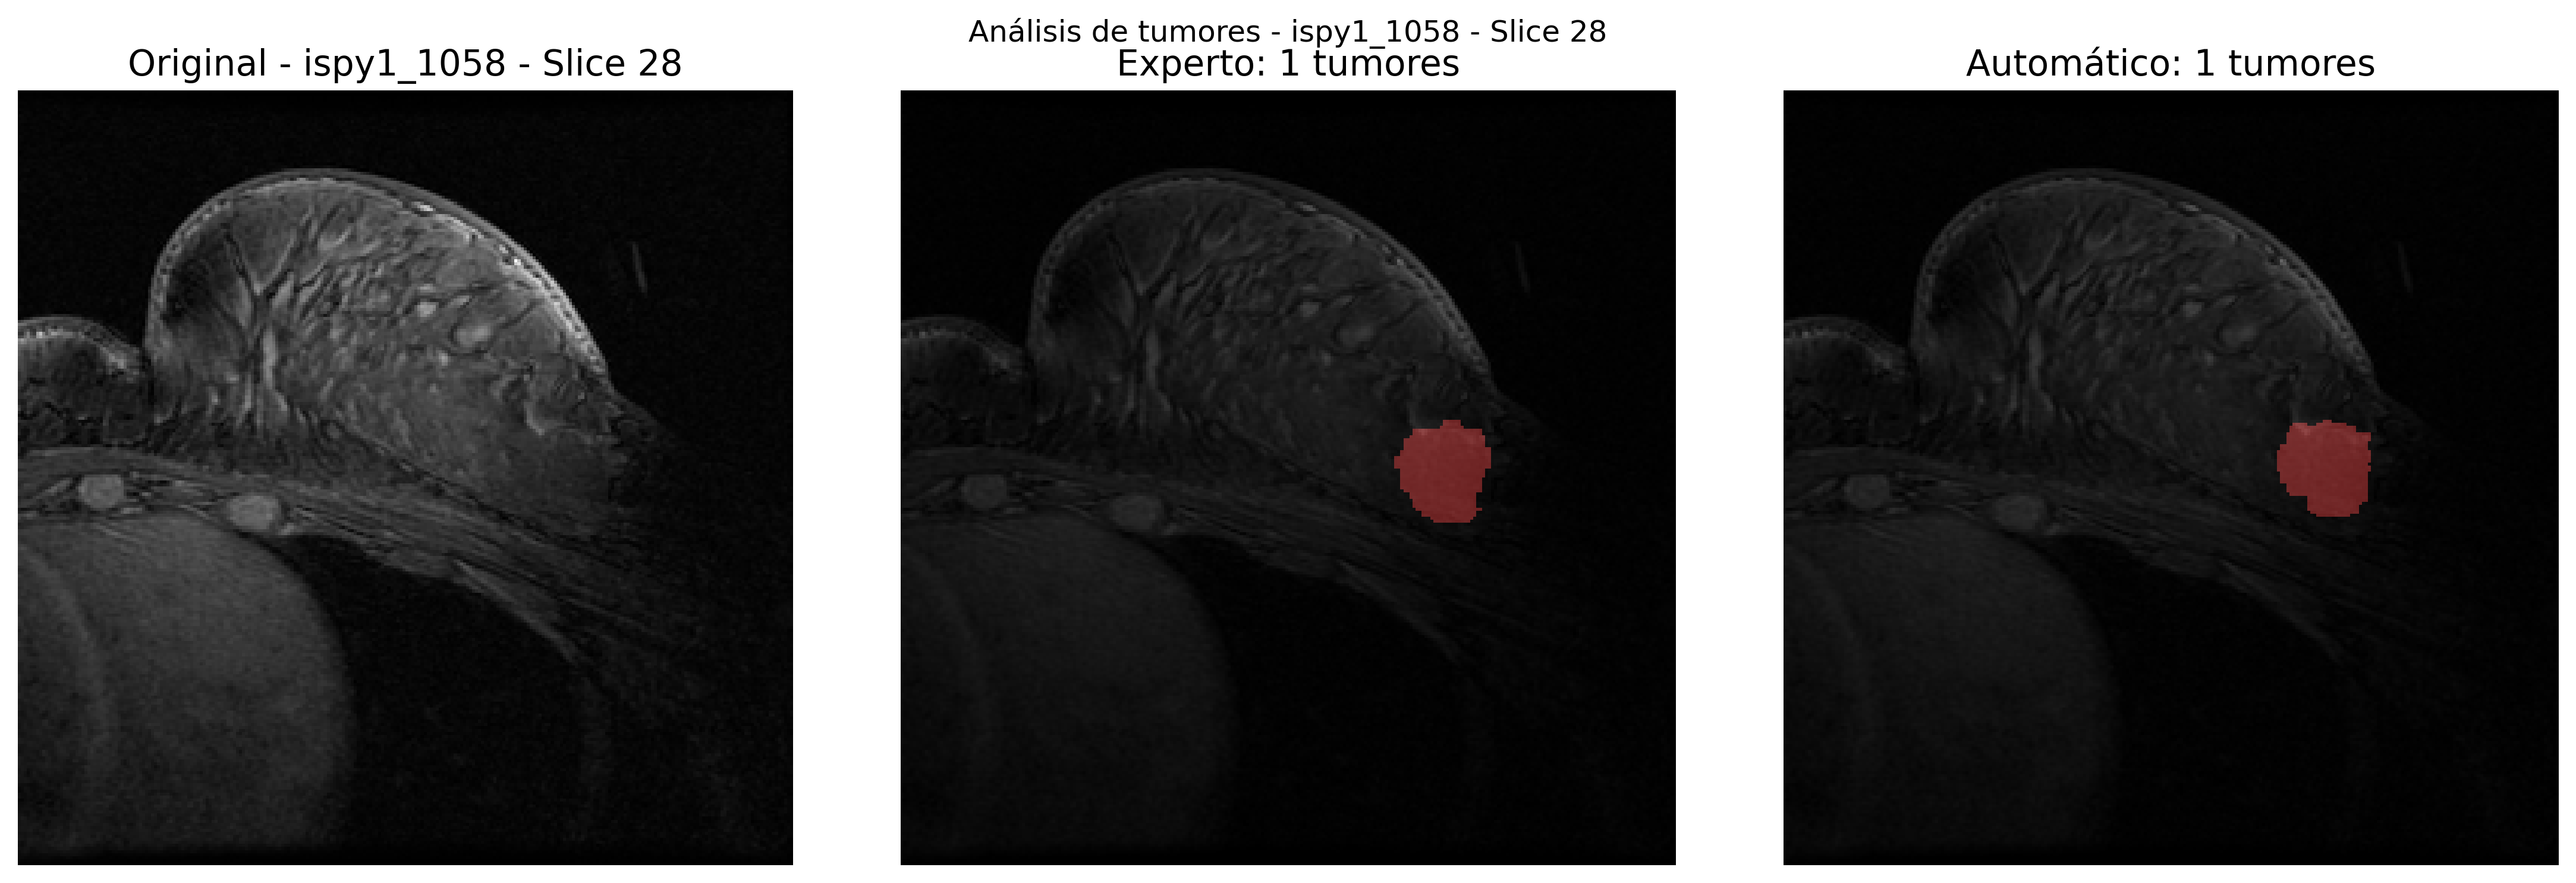 Análisis de tumores - ispy1_1058 - Slice 28
Original - ispy1_1058 - Slice 28
Experto: 1 tumores
Automático: 1 tumores